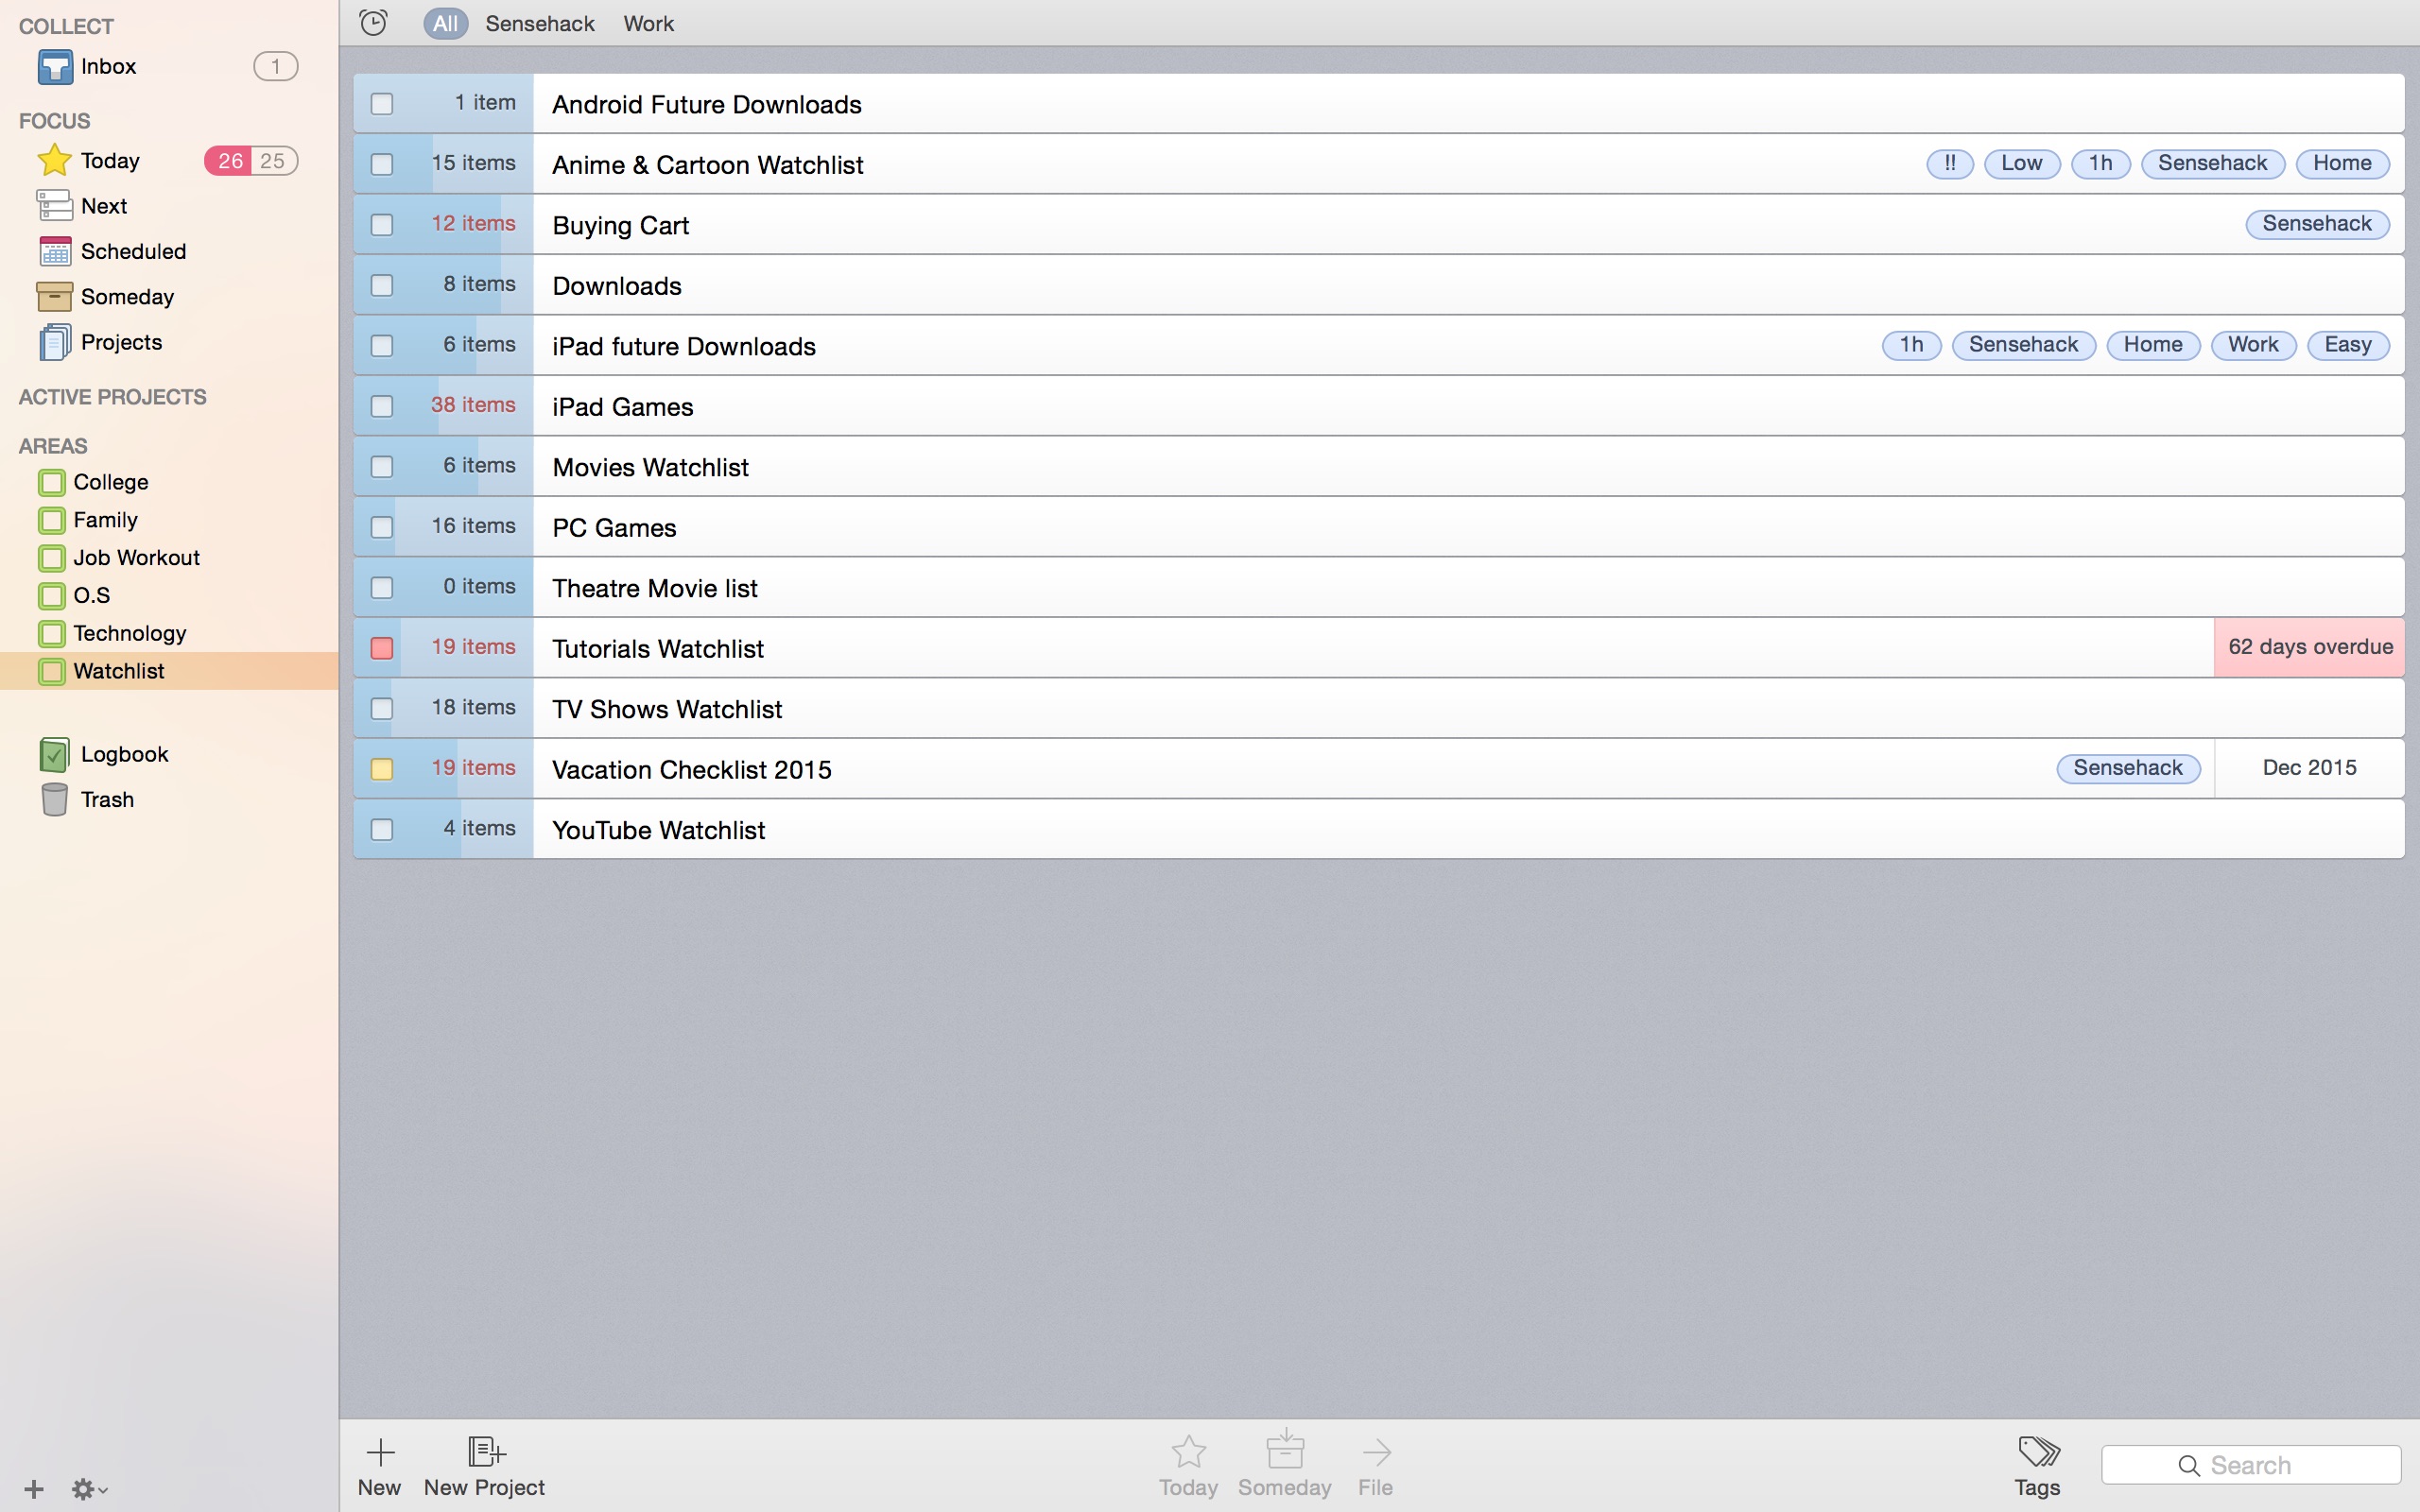 COLLECT
Inbox 1
FOCUS
Today 26 25
Next
Scheduled
Someday
Projects
ACTIVE PROJECTS
AREAS
College
Family
Job Workout
O.S
Technology
Watchlist
Logbook
Trash
All Sensehack Work
1 item Android Future Downloads
15 items Anime & Cartoon Watchlist !! Low 1h Sensehack Home
12 items Buying Cart Sensehack
8 items Downloads
6 items iPad future Downloads 1h Sensehack Home Work Easy
38 items iPad Games
6 items Movies Watchlist
16 items PC Games
0 items Theatre Movie list
19 items Tutorials Watchlist 62 days overdue
18 items TV Shows Watchlist
19 items Vacation Checklist 2015 Sensehack Dec 2015
4 items YouTube Watchlist
New New Project Today Someday File Tags Search